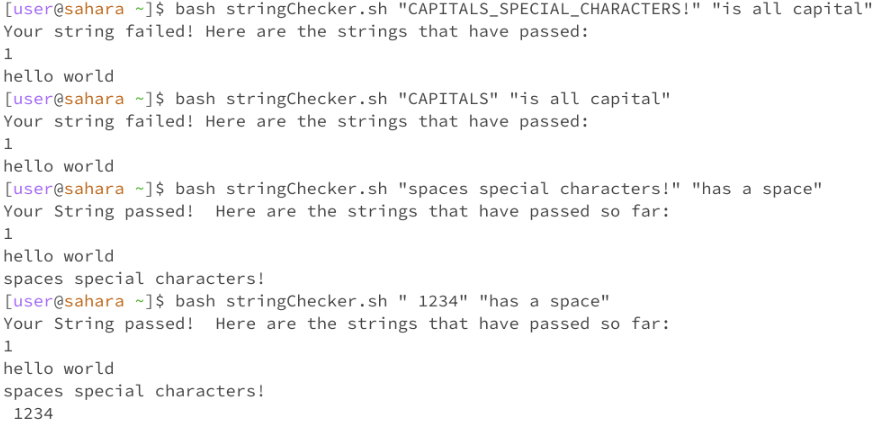 [user@sahara ~]$ bash stringChecker.sh "CAPITALS_SPECIAL_CHARACTERS!" "is all capital"
Your string failed! Here are the strings that have passed:
1
hello world
[user@sahara ~]$ bash stringChecker.sh "CAPITALS" "is all capital"
Your string failed! Here are the strings that have passed:
1
hello world
[user@sahara ~]$ bash stringChecker.sh "spaces special characters!" "has a space"
Your String passed!  Here are the strings that have passed so far:
1
hello world
spaces special characters!
[user@sahara ~]$ bash stringChecker.sh " 1234" "has a space"
Your String passed!  Here are the strings that have passed so far:
1
hello world
spaces special characters!
 1234